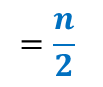 = n/2